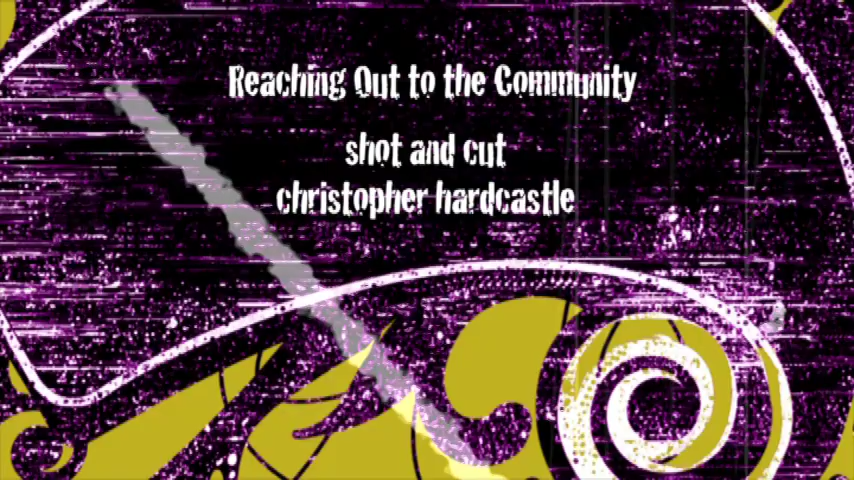 Reaching Out to the Community
shot and cut
christopher hardcastle